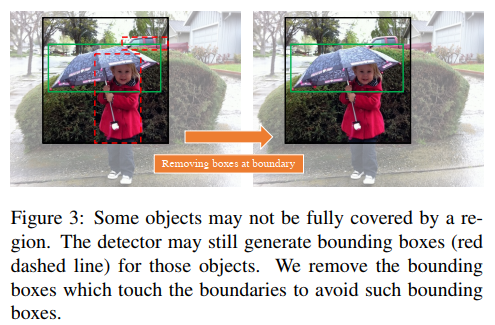 Removing boxes at boundary
Figure 3: Some objects may not be fully covered by a re-
gion. The detector may still generate bounding boxes (red
dashed line) for those objects. We remove the bounding
boxes which touch the boundaries to avoid such bounding
boxes.